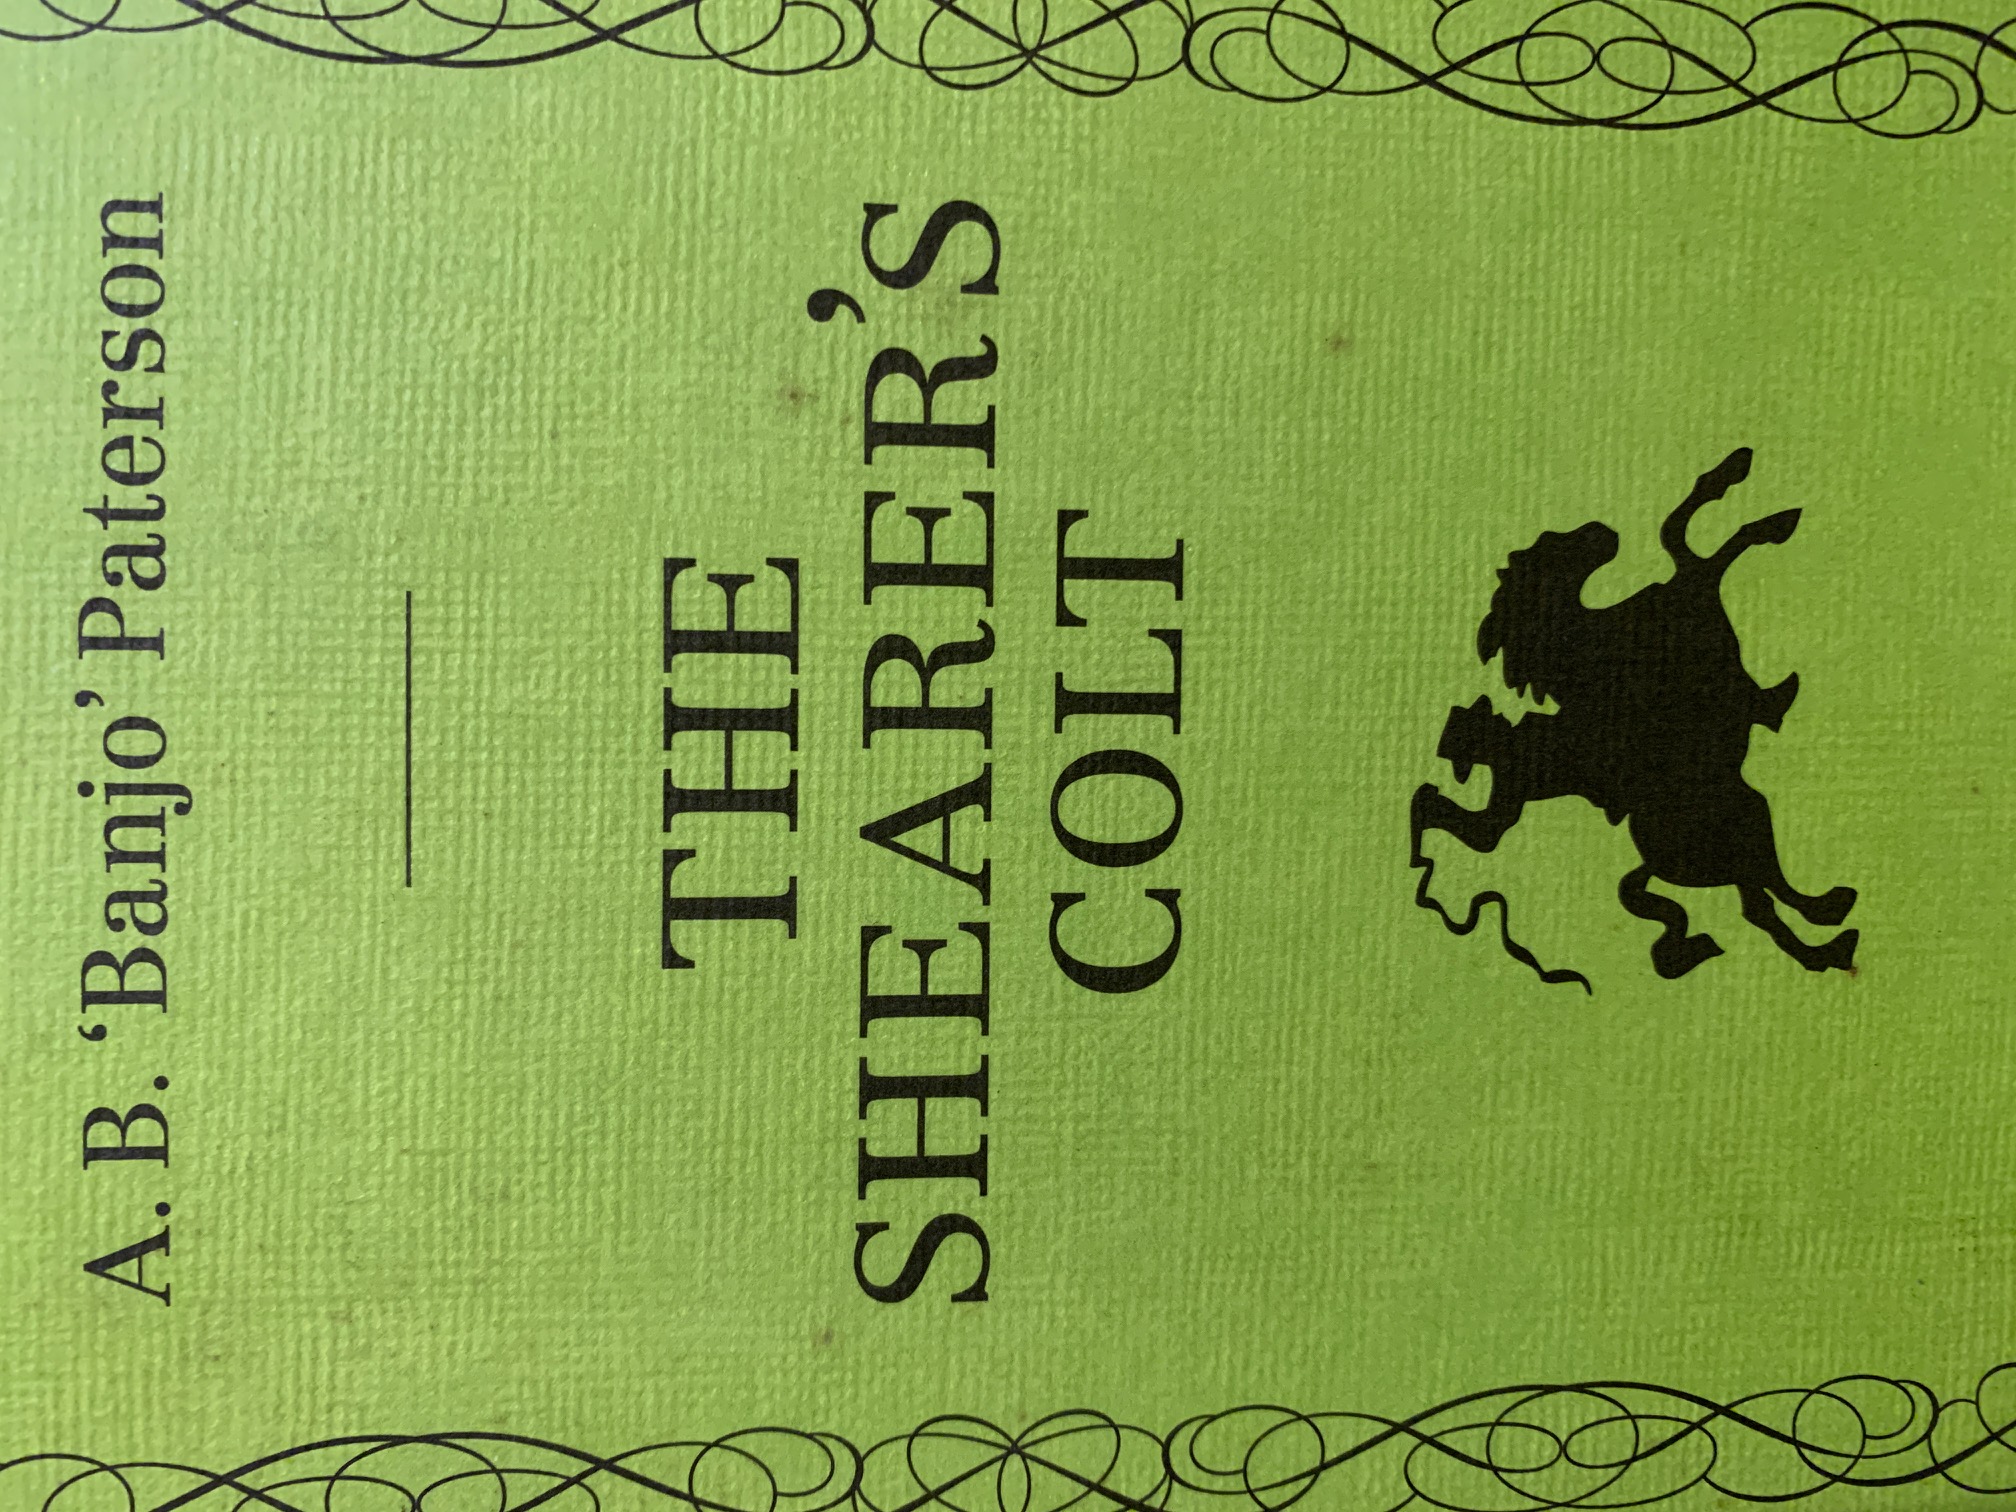 A. B. ‘Banjo’ Paterson
THE
SHEARER’S
COLT